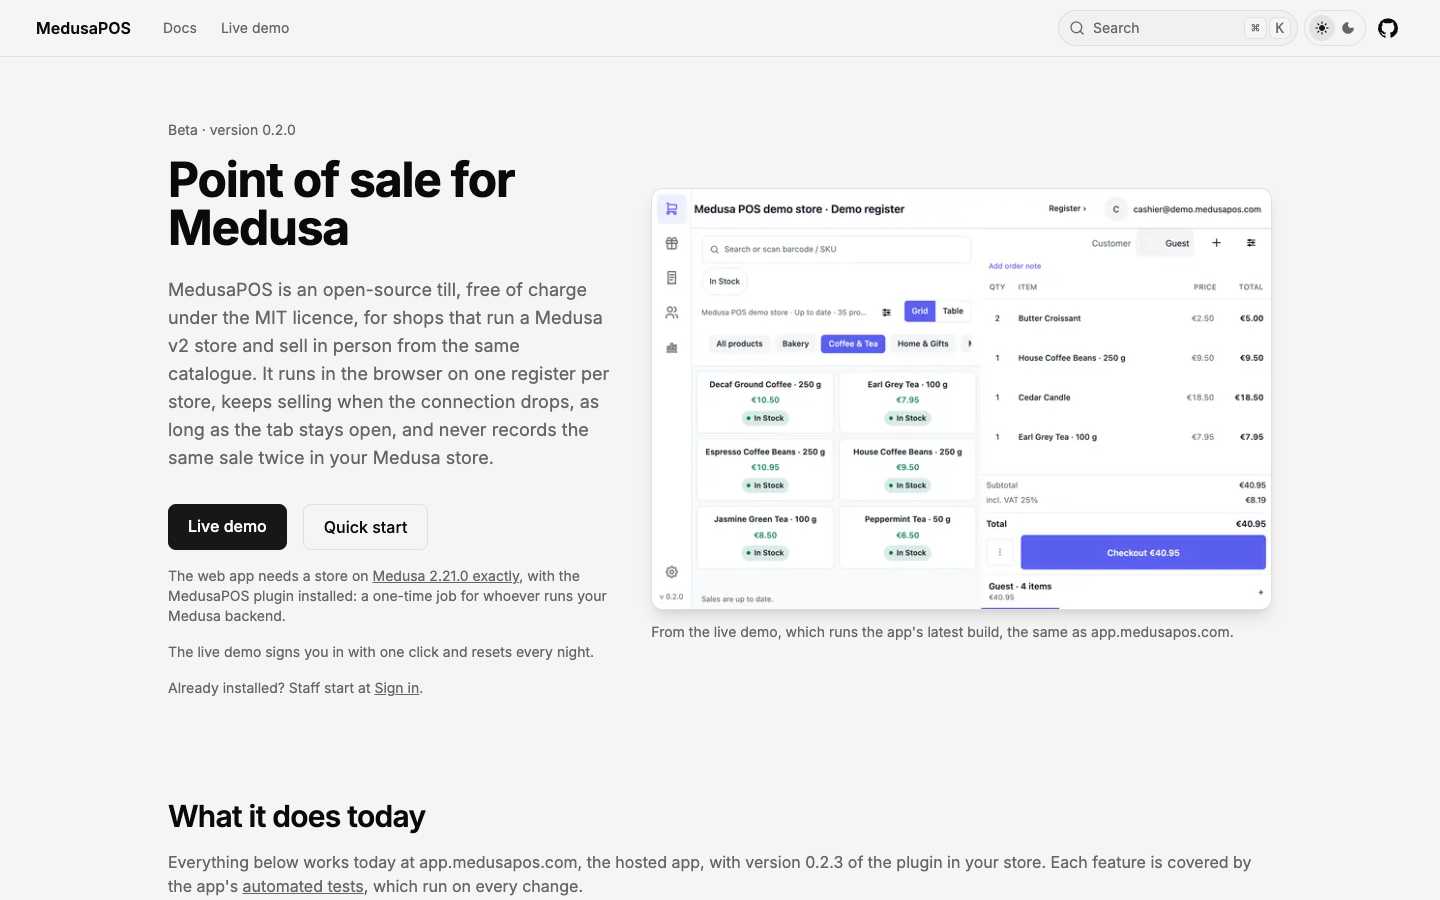 MedusaPOS
Docs
Live demo
Search
⌘ K
Beta · version 0.2.0
Point of sale for
Medusa
MedusaPOS is an open-source till, free of charge
under the MIT licence, for shops that run a Medusa
v2 store and sell in person from the same
catalogue. It runs in the browser on one register per
store, keeps selling when the connection drops, as
long as the tab stays open, and never records the
same sale twice in your Medusa store.
Live demo
Quick start
The web app needs a store on Medusa 2.21.0 exactly, with the
MedusaPOS plugin installed: a one-time job for whoever runs your
Medusa backend.
The live demo signs you in with one click and resets every night.
Already installed? Staff start at Sign in.
Medusa POS demo store · Demo register
Register ›
C
cashier@demo.medusapos.com
Search or scan barcode / SKU
In Stock
Medusa POS demo store · Up to date · 35 pro...
Grid
Table
All products
Bakery
Coffee & Tea
Home & Gifts
Decaf Ground Coffee · 250 g
€10.50
In Stock
Earl Grey Tea · 100 g
€7.95
In Stock
Espresso Coffee Beans · 250 g
€10.95
In Stock
House Coffee Beans · 250 g
€9.50
In Stock
Jasmine Green Tea · 100 g
€8.50
In Stock
Peppermint Tea · 50 g
€6.50
In Stock
v 0.2.0
Sales are up to date.
Customer
Guest
+
Add order note
QTY ITEM PRICE TOTAL
2 Butter Croissant €2.50 €5.00
1 House Coffee Beans · 250 g €9.50 €9.50
1 Cedar Candle €18.50 €18.50
1 Earl Grey Tea · 100 g €7.95 €7.95
Subtotal €40.95
incl. VAT 25% €8.19
Total €40.95
Checkout €40.95
Guest · 4 items
€40.95
From the live demo, which runs the app's latest build, the same as app.medusapos.com.
What it does today
Everything below works today at app.medusapos.com, the hosted app, with version 0.2.3 of the plugin in your store. Each feature is covered by
the app's automated tests, which run on every change.